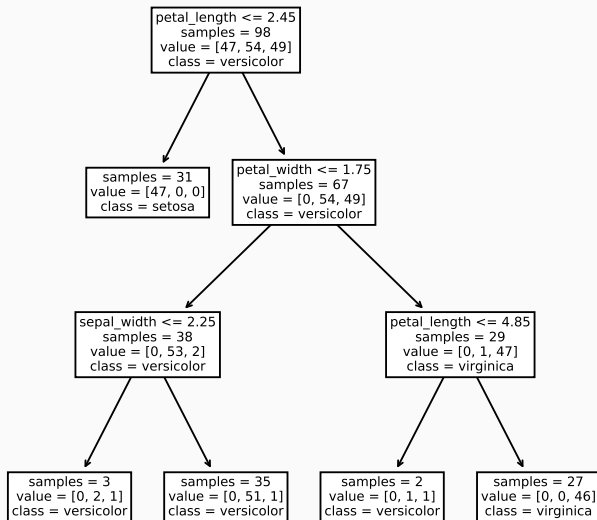 petal_length <= 2.45
samples = 98
value = [47, 54, 49]
class = versicolor
samples = 31
value = [47, 0, 0]
class = setosa
petal_width <= 1.75
samples = 67
value = [0, 54, 49]
class = versicolor
sepal_width <= 2.25
samples = 38
value = [0, 53, 2]
class = versicolor
petal_length <= 4.85
samples = 29
value = [0, 1, 47]
class = virginica
samples = 3
value = [0, 2, 1]
class = versicolor
samples = 35
value = [0, 51, 1]
class = versicolor
samples = 2
value = [0, 1, 1]
class = versicolor
samples = 27
value = [0, 0, 46]
class = virginica